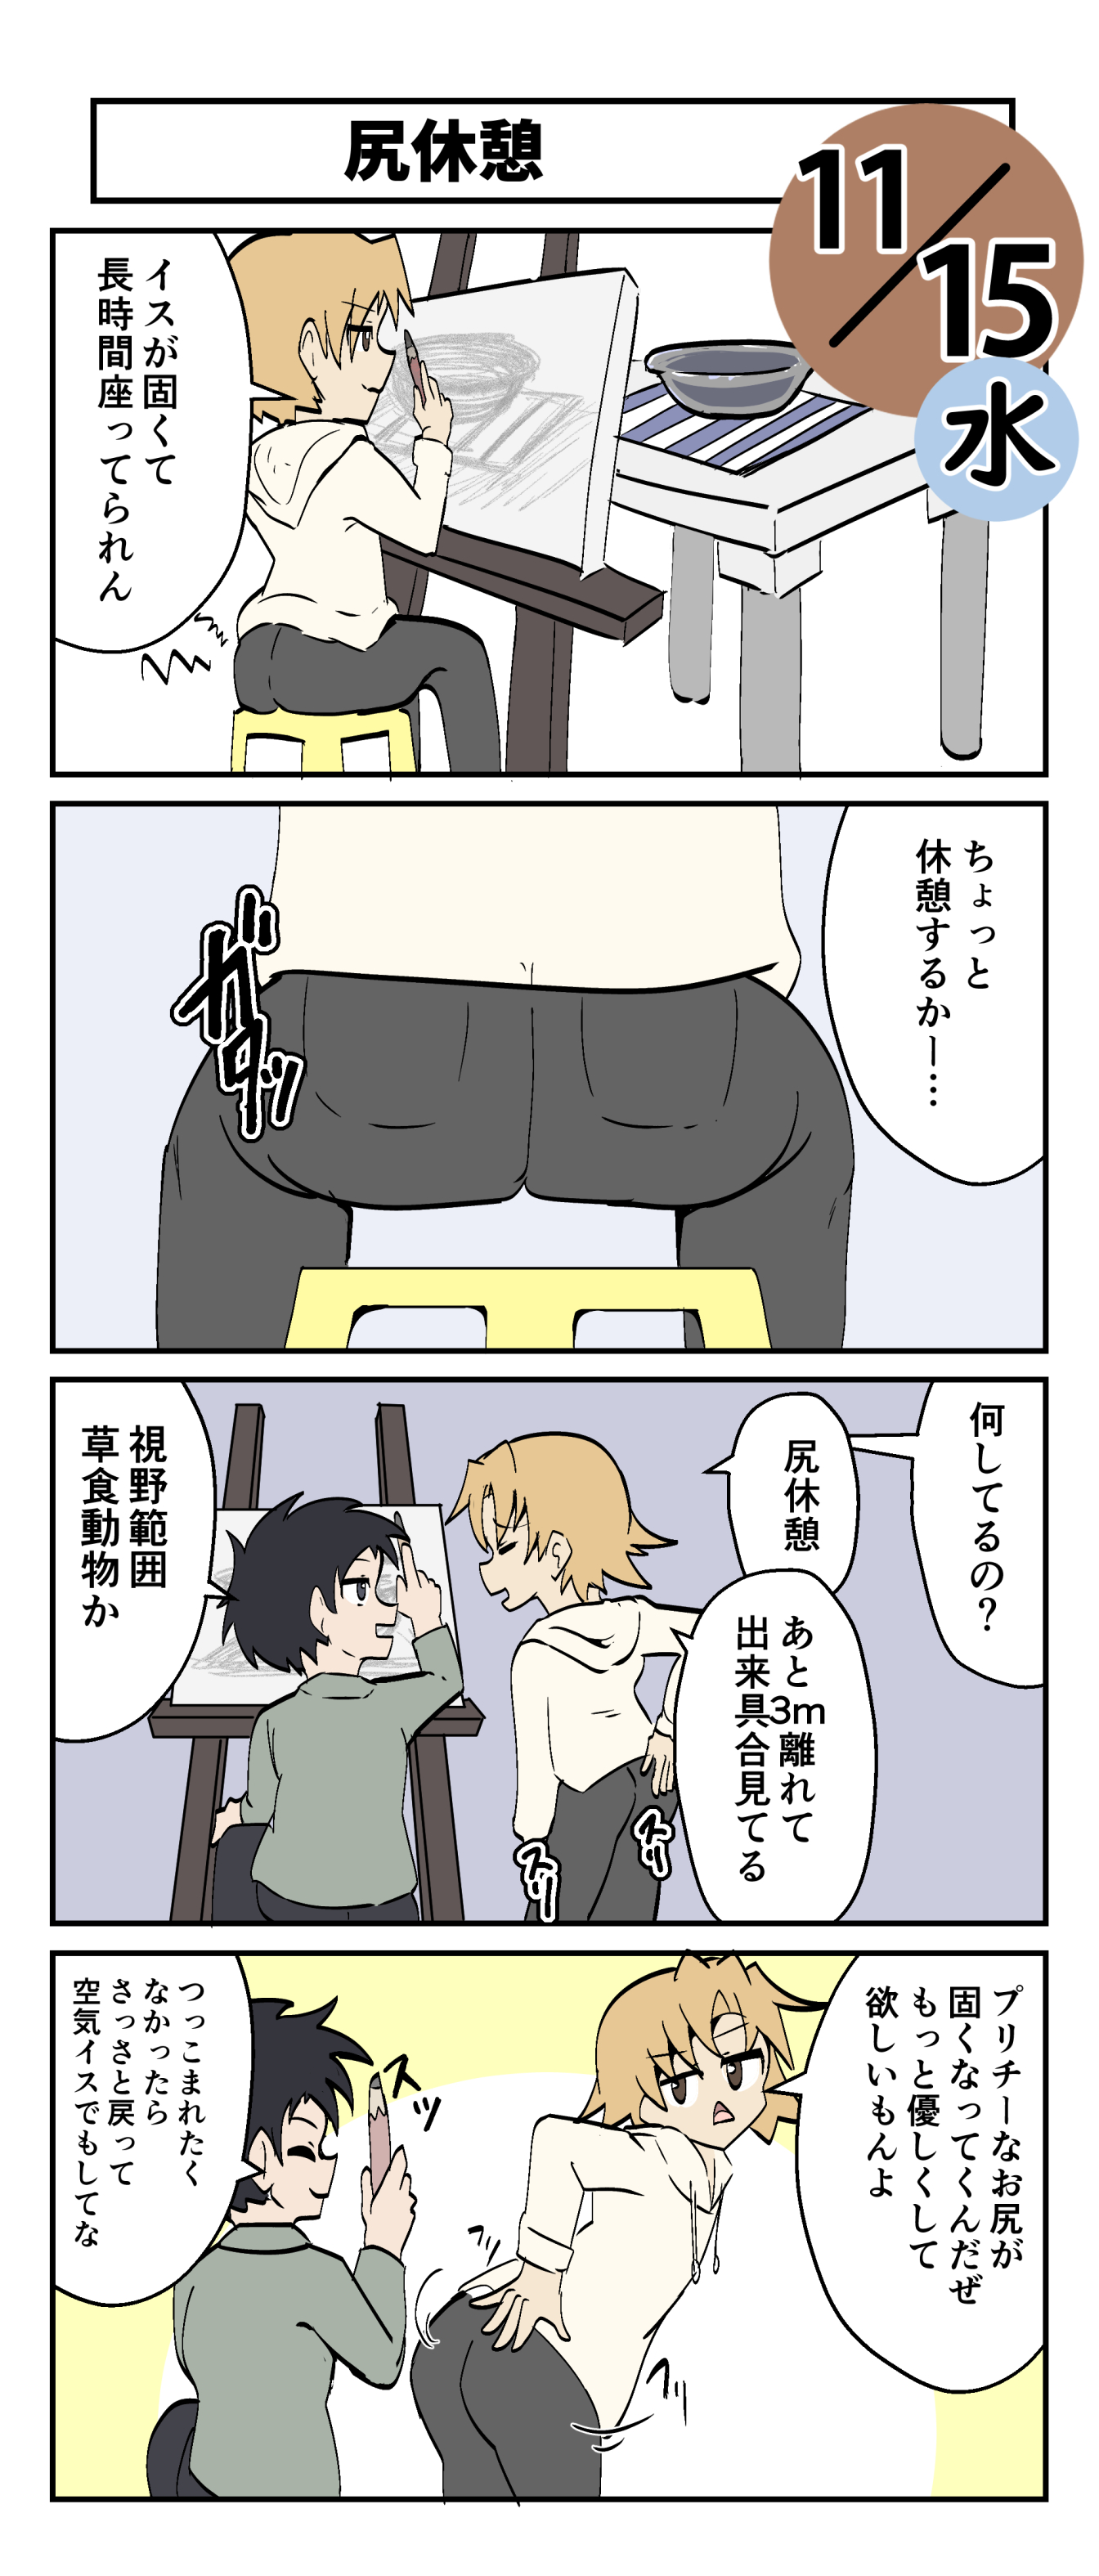 尻休憩
11/15
水
イスが固くて
長時間座ってられん
ちょっと
休憩するかー…
ガタッ
何してるの?
尻休憩
あと3m離れて
出来具合見てる
視野範囲
草食動物か
スリ
スリ
プリチーなお尻が
固くなってくんだぜ
もっと優しくして
欲しいもんよ
スッ
つっこまれたく
なかったら
さっさと戻って
空気イスでもしてな
フリ
フリ